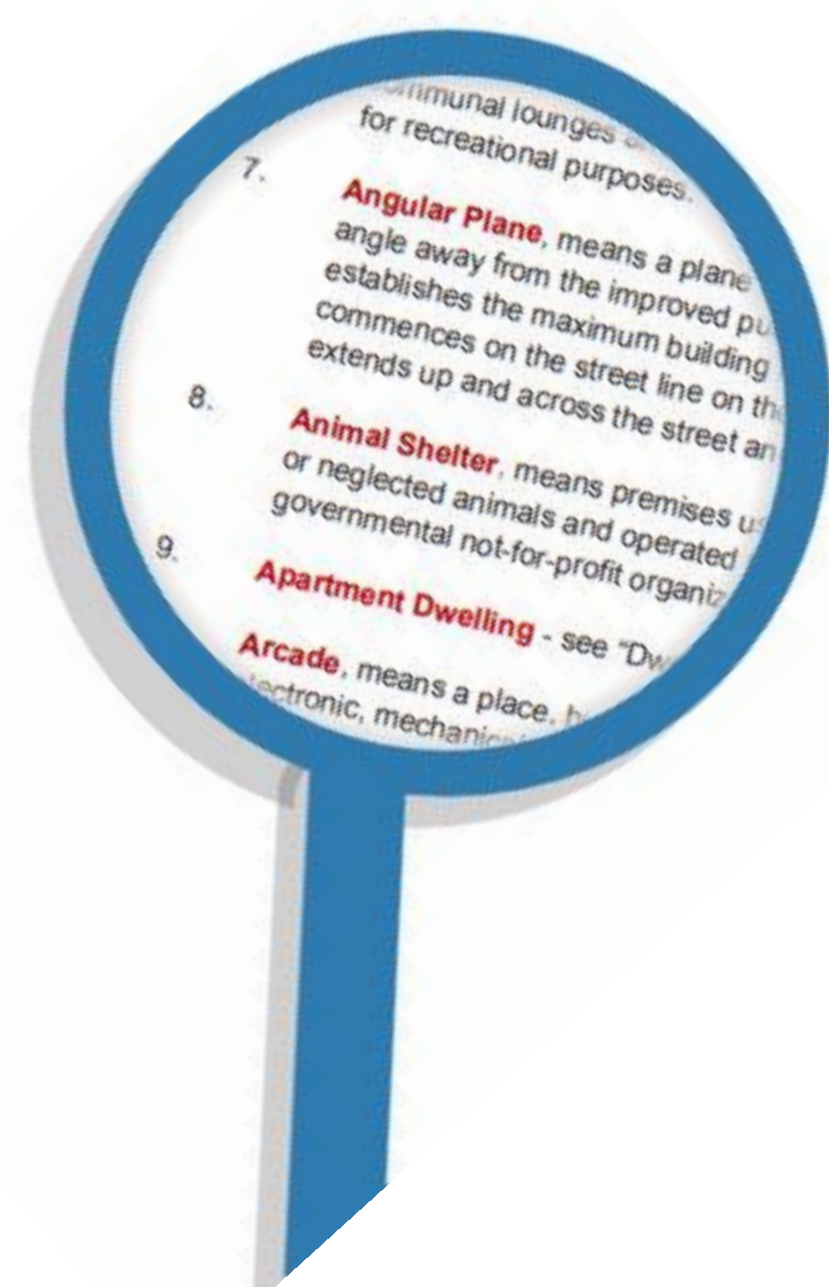 lounges
for recreational purposes.
7. Angular Plane, means a plane
angle away from the improved
establishes the maximum building
commences on the street line on
extends up and across the street
8. Animal Shelter, means premises
or neglected animals and operated
governmental not-for-profit
9. Apartment Dwelling - see
Arcade, means a place,